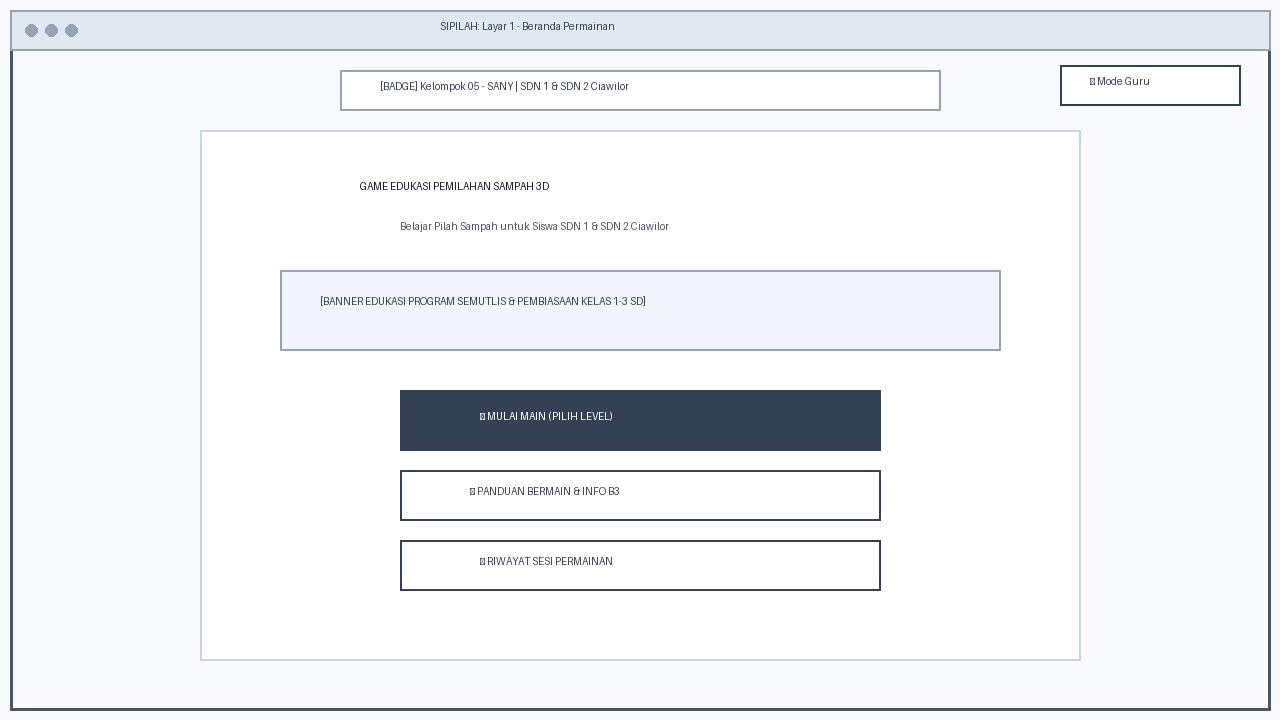 SIPILAH: Layar 1 - Beranda Permainan
[BADGE] Kelompok 05 - SANY | SDN 1 & SDN 2 Ciawilor
Mode Guru
GAME EDUKASI PEMILAHAN SAMPAH 3D
Belajar Pilah Sampah untuk Siswa SDN 1 & SDN 2 Ciawilor
[BANNER EDUKASI PROGRAM SEMUTLIS & PEMBIASAAN KELAS 1-3 SD]
MULAI MAIN (PILIH LEVEL)
PANDUAN BERMAIN & INFO B3
RIWAYAT SESI PERMAINAN